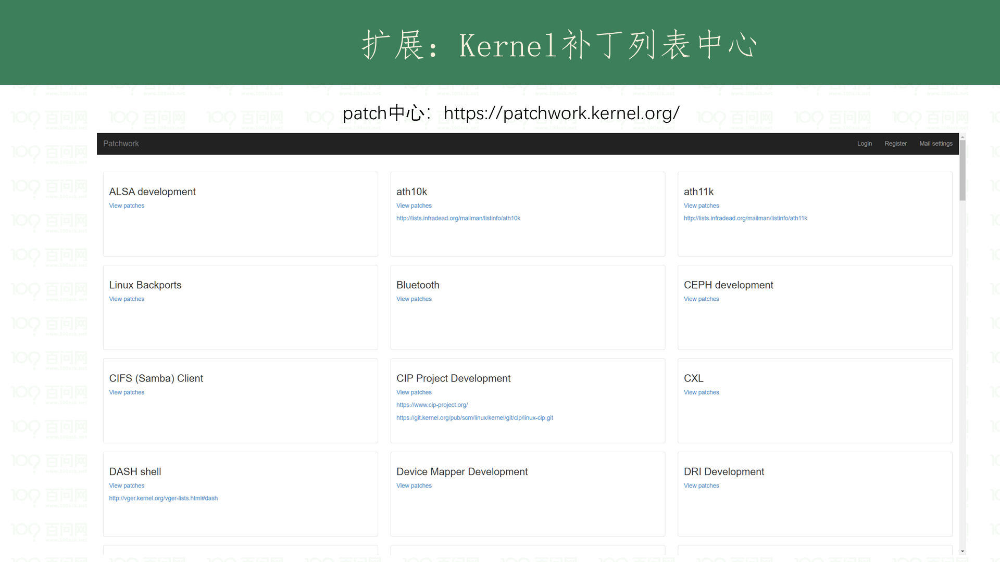 扩展：Kernel补丁列表中心
patch中心：https://patchwork.kernel.org/
Patchwork
Login Register Mail settings
ALSA development
View patches
ath10k
View patches
http://lists.infradead.org/mailman/listinfo/ath10k
ath11k
View patches
http://lists.infradead.org/mailman/listinfo/ath11k
Linux Backports
View patches
Bluetooth
View patches
CEPH development
View patches
CIFS (Samba) Client
View patches
CIP Project Development
View patches
https://www.cip-project.org/
https://git.kernel.org/pub/scm/linux/kernel/git/cip/linux-cip.git
CXL
View patches
DASH shell
View patches
http://vger.kernel.org/vger-lists.html#dash
Device Mapper Development
View patches
DRI Development
View patches
百问网
www.100ask.net